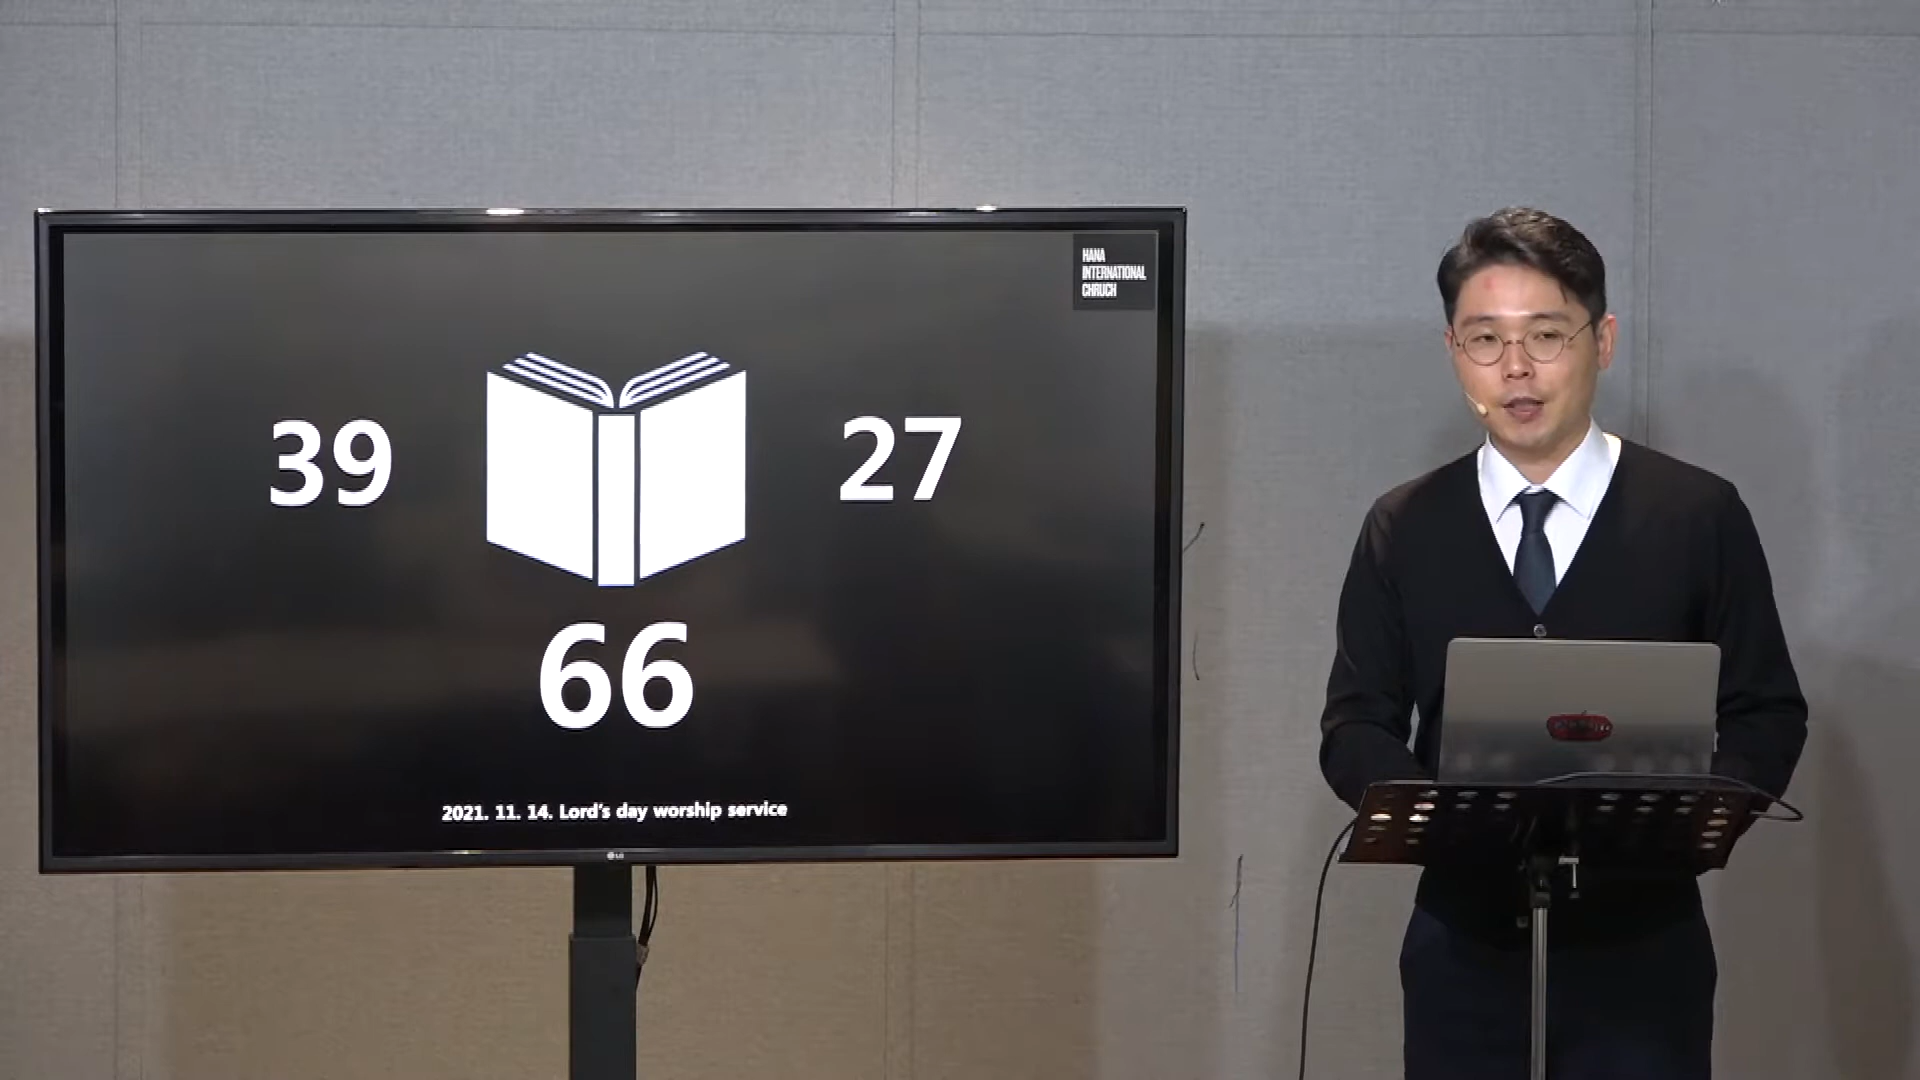 HANA
INTERNATIONAL
CHRUCH
39
27
66
2021. 11. 14. Lord's day worship service
LG